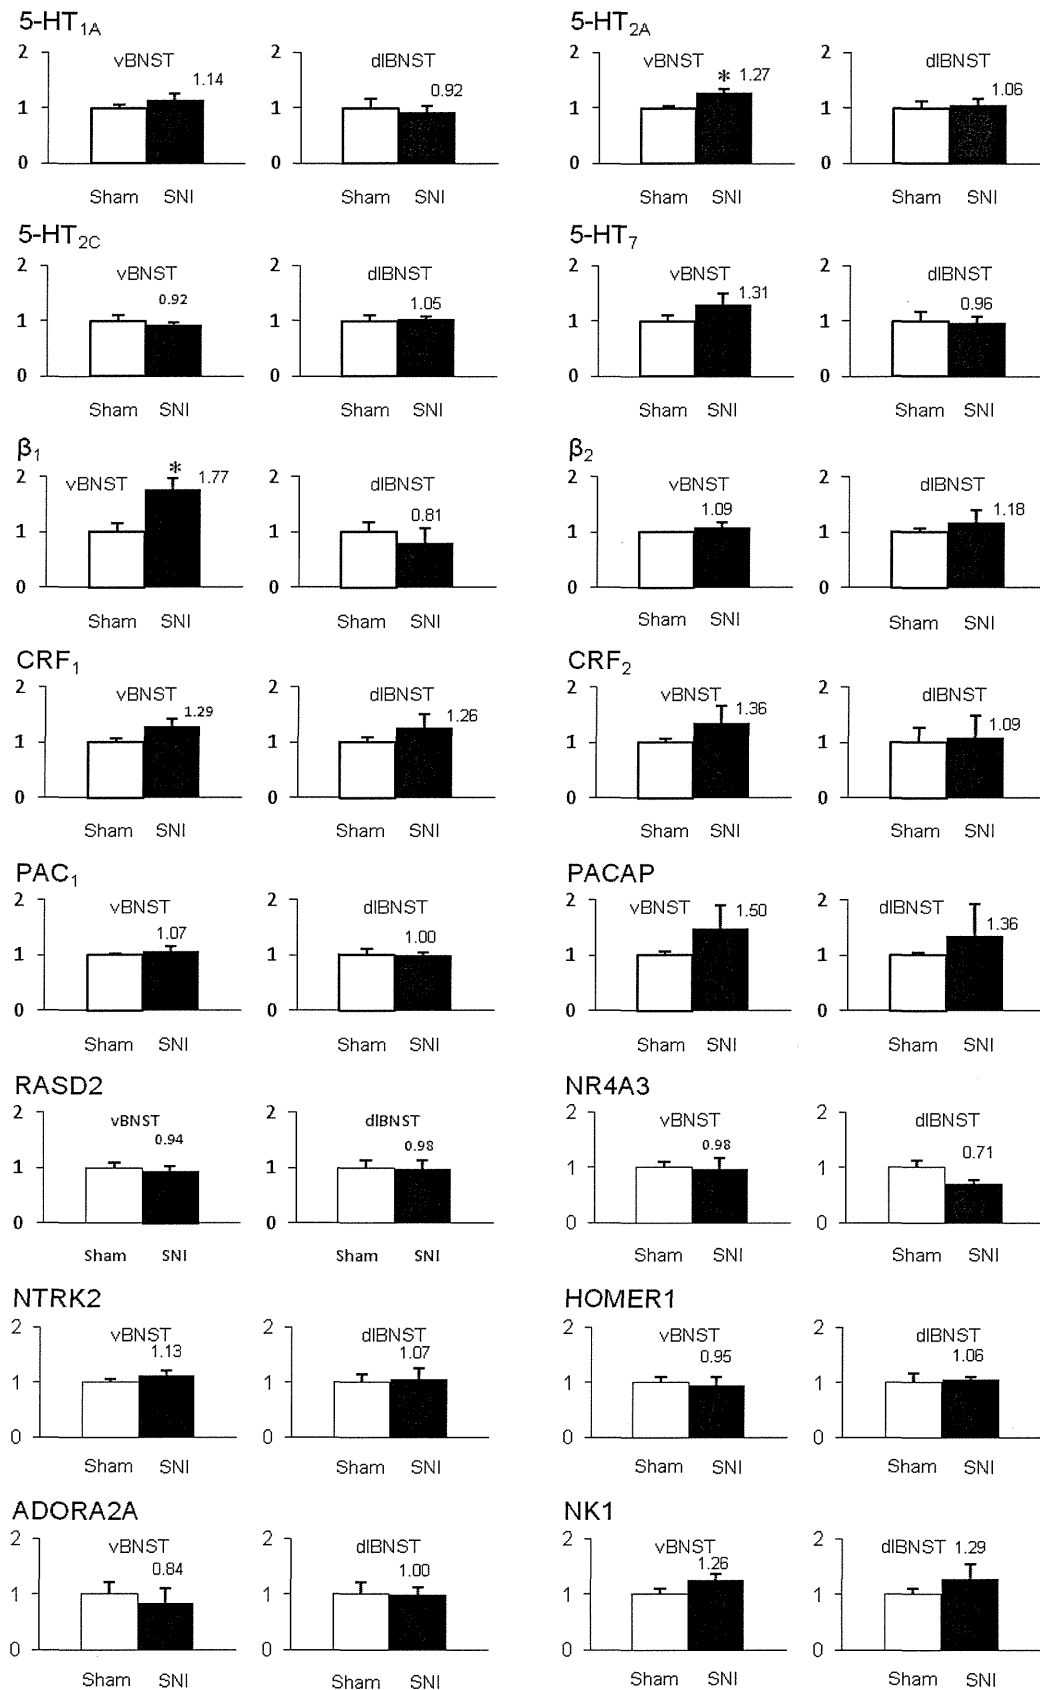 5-HT1A 5-HT2A
2 vBNST 1.14 2 dlBNST 0.92 2 vBNST * 1.27 2 dlBNST 1.06
1 1 1 1
0 0 0 0
Sham SNI Sham SNI Sham SNI Sham SNI
5-HT2C 5-HT7
2 vBNST 0.92 2 dlBNST 1.05 2 vBNST 1.31 2 dlBNST 0.96
1 1 1 1
0 0 0 0
Sham SNI Sham SNI Sham SNI Sham SNI
β1 β2
2 vBNST * 1.77 2 dlBNST 0.81 2 vBNST 1.09 2 dlBNST 1.18
1 1 1 1
0 0 0 0
Sham SNI Sham SNI Sham SNI Sham SNI
CRF1 CRF2
2 vBNST 1.29 2 dlBNST 1.26 2 vBNST 1.36 2 dlBNST 1.09
1 1 1 1
0 0 0 0
Sham SNI Sham SNI Sham SNI Sham SNI
PAC1 PACAP
2 vBNST 1.07 2 dlBNST 1.00 2 vBNST 1.50 2 dlBNST 1.36
1 1 1 1
0 0 0 0
Sham SNI Sham SNI Sham SNI Sham SNI
RASD2 NR4A3
2 vBNST 0.94 2 dlBNST 0.98 2 vBNST 0.98 2 dlBNST 0.71
1 1 1 1
0 0 0 0
Sham SNI Sham SNI Sham SNI Sham SNI
NTRK2 HOMER1
2 vBNST 1.13 2 dlBNST 1.07 2 vBNST 0.95 2 dlBNST 1.06
1 1 1 1
0 0 0 0
Sham SNI Sham SNI Sham SNI Sham SNI
ADORA2A NK1
2 vBNST 0.84 2 dlBNST 1.00 2 vBNST 1.26 2 dlBNST 1.29
1 1 1 1
0 0 0 0
Sham SNI Sham SNI Sham SNI Sham SNI